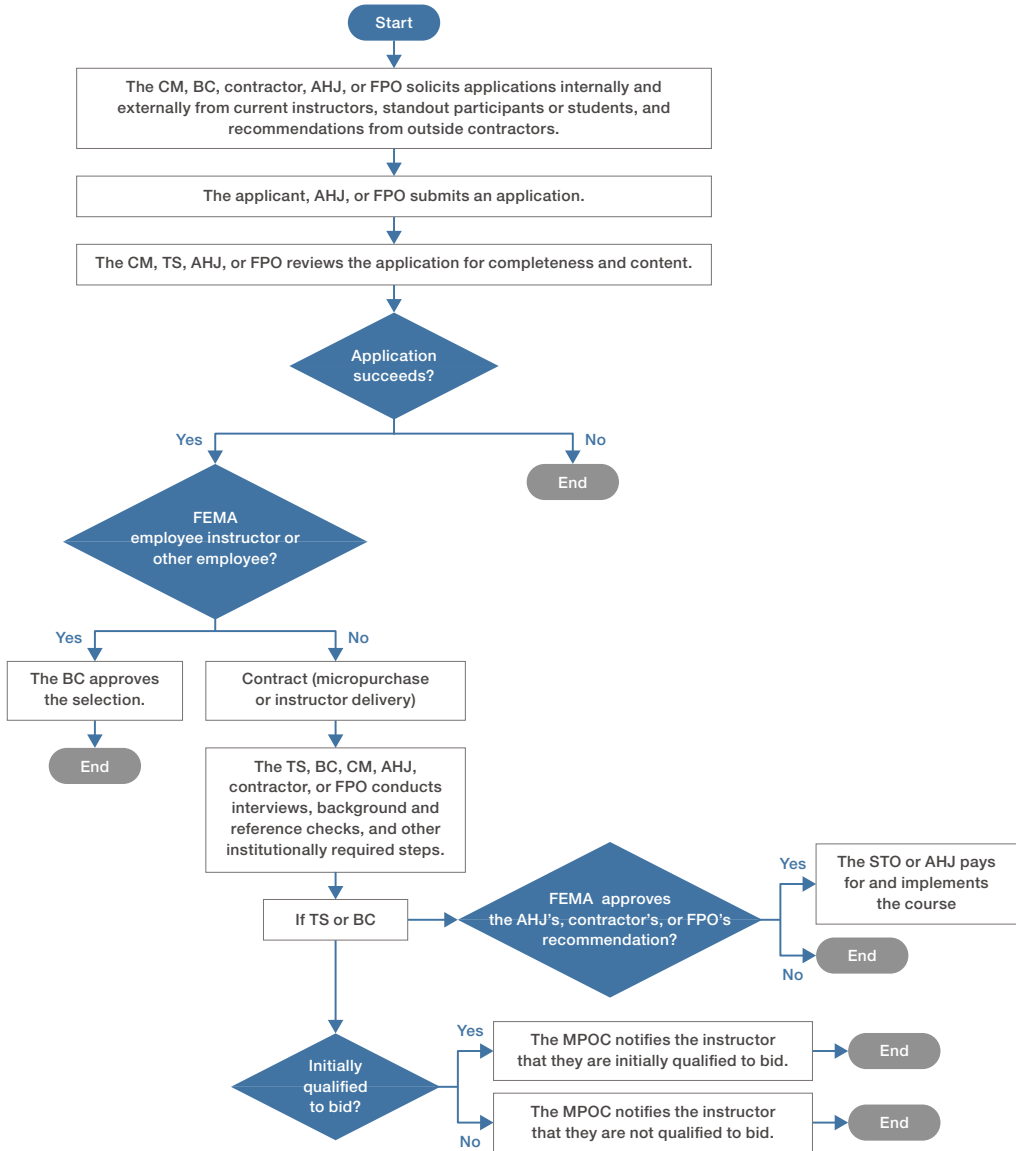 Start
The CM, BC, contractor, AHJ, or FPO solicits applications internally and
externally from current instructors, standout participants or students, and
recommendations from outside contractors.
The applicant, AHJ, or FPO submits an application.
The CM, TS, AHJ, or FPO reviews the application for completeness and content.
Application
succeeds?
Yes
No
End
FEMA
employee instructor or
other employee?
Yes
No
The BC approves
the selection.
End
Contract (micropurchase
or instructor delivery)
The TS, BC, CM, AHJ,
contractor, or FPO conducts
interviews, background and
reference checks, and other
institutionally required steps.
If TS or BC
FEMA approves
the AHJ's, contractor's, or FPO's
recommendation?
Yes
The STO or AHJ pays
for and implements
the course
No
End
Initially
qualified
to bid?
Yes
The MPOC notifies the instructor
that they are initially qualified to bid.
End
No
The MPOC notifies the instructor
that they are not qualified to bid.
End